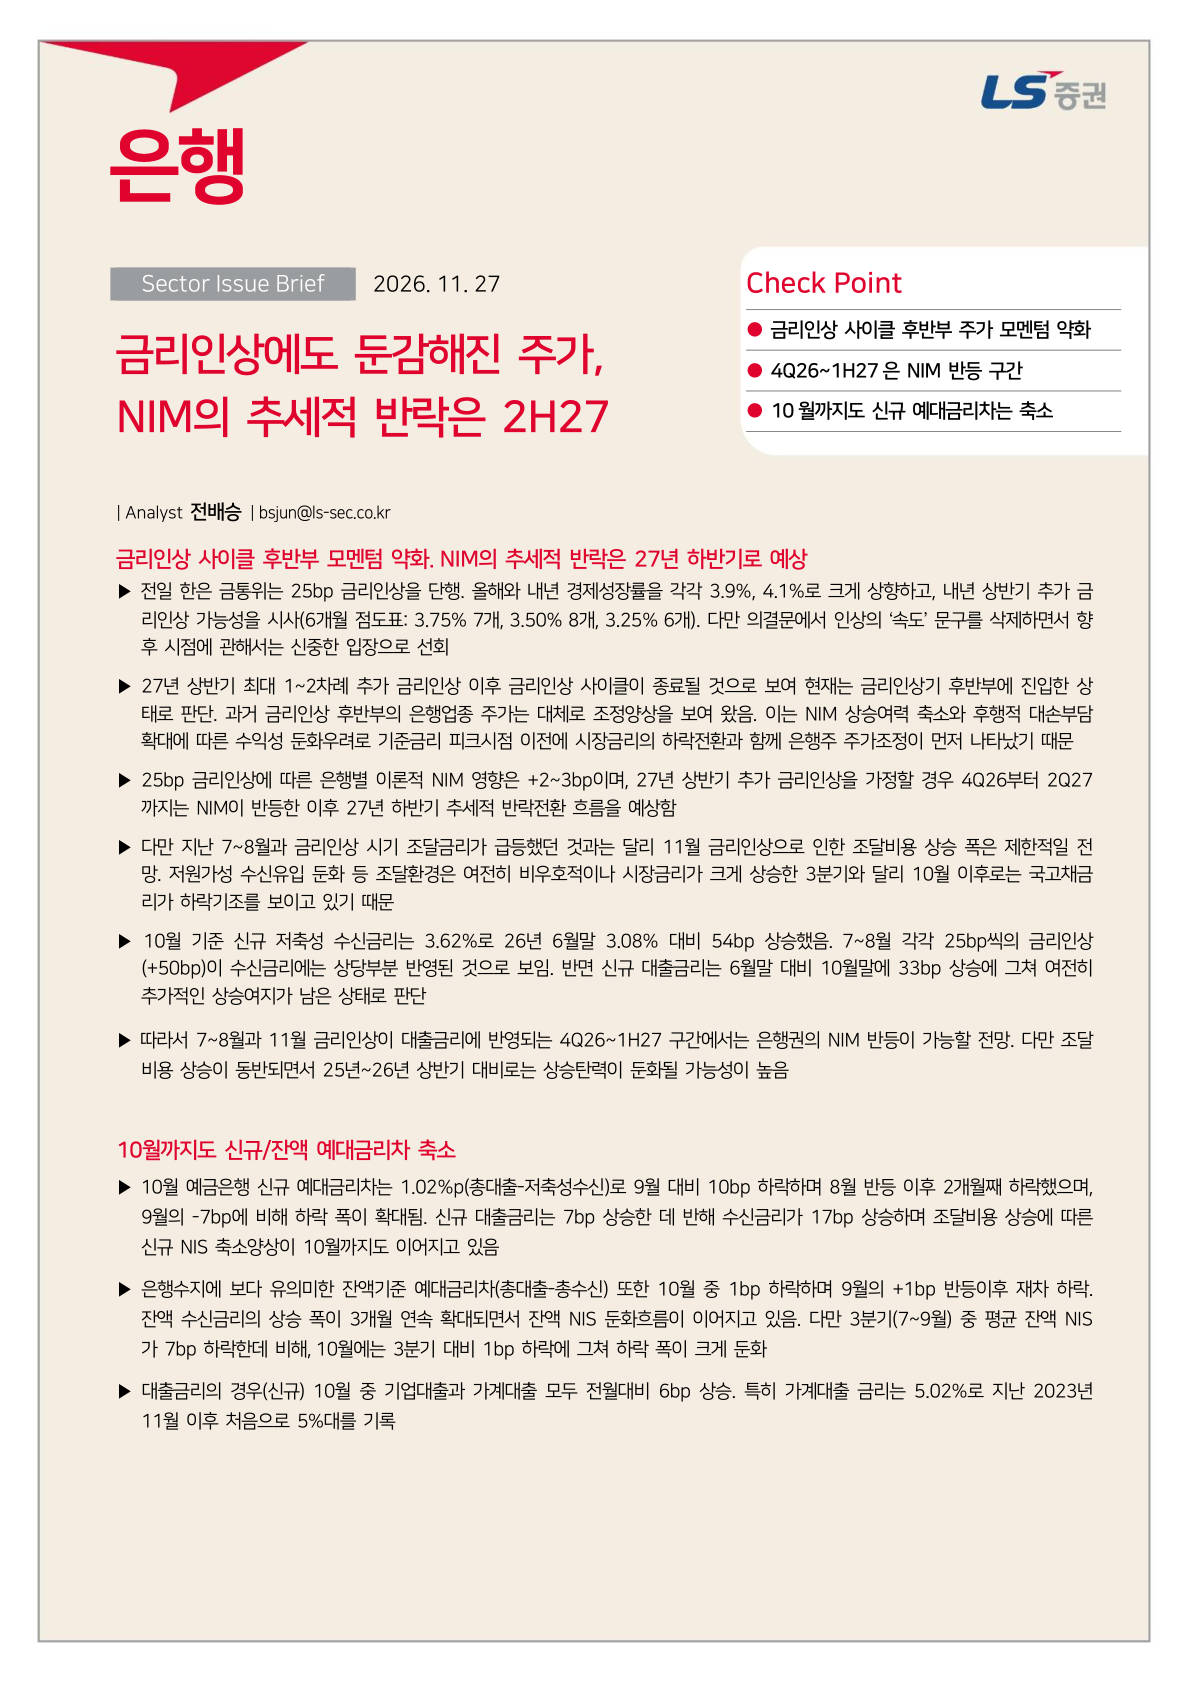 LS증권
은행
Sector Issue Brief 2026. 11. 27
금리인상에도 둔감해진 주가,
NIM의 추세적 반락은 2H27
Check Point
● 금리인상 사이클 후반부 주가 모멘텀 약화
● 4Q26~1H27은 NIM 반등 구간
● 10월까지도 신규 예대금리차는 축소
| Analyst 전배승 | bsjun@ls-sec.co.kr
금리인상 사이클 후반부 모멘텀 약화. NIM의 추세적 반락은 27년 하반기로 예상
▶ 전일 한은 금통위는 25bp 금리인상을 단행. 올해와 내년 경제성장률을 각각 3.9%, 4.1%로 크게 상향하고, 내년 상반기 추가 금
리인상 가능성을 시사(6개월 점도표: 3.75% 7개, 3.50% 8개, 3.25% 6개). 다만 의결문에서 인상의 ‘속도’ 문구를 삭제하면서 향
후 시점에 관해서는 신중한 입장으로 선회
▶ 27년 상반기 최대 1~2차례 추가 금리인상 이후 금리인상 사이클이 종료될 것으로 보여 현재는 금리인상기 후반부에 진입한 상
태로 판단. 과거 금리인상 후반부의 은행업종 주가는 대체로 조정양상을 보여 왔음. 이는 NIM 상승여력 축소와 후행적 대손부담
확대에 따른 수익성 둔화우려로 기준금리 피크시점 이전에 시장금리의 하락전환과 함께 은행주 주가조정이 먼저 나타났기 때문
▶ 25bp 금리인상에 따른 은행별 이론적 NIM 영향은 +2~3bp이며, 27년 상반기 추가 금리인상을 가정할 경우 4Q26부터 2Q27
까지는 NIM이 반등한 이후 27년 하반기 추세적 반락전환 흐름을 예상함
▶ 다만 지난 7~8월과 금리인상 시기 조달금리가 급등했던 것과는 달리 11월 금리인상으로 인한 조달비용 상승 폭은 제한적일 전
망. 저원가성 수신유입 둔화 등 조달환경은 여전히 비우호적이나 시장금리가 크게 상승한 3분기와 달리 10월 이후로는 국고채금
리가 하락기조를 보이고 있기 때문
▶ 10월 기준 신규 저축성 수신금리는 3.62%로 26년 6월말 3.08% 대비 54bp 상승했음. 7~8월 각각 25bp씩의 금리인상
(+50bp)이 수신금리에는 상당부분 반영된 것으로 보임. 반면 신규 대출금리는 6월말 대비 10월말에 33bp 상승에 그쳐 여전히
추가적인 상승여지가 남은 상태로 판단
▶ 따라서 7~8월과 11월 금리인상이 대출금리에 반영되는 4Q26~1H27 구간에서는 은행권의 NIM 반등이 가능할 전망. 다만 조달
비용 상승이 동반되면서 25년~26년 상반기 대비로는 상승탄력이 둔화될 가능성이 높음
10월까지도 신규/잔액 예대금리차 축소
▶ 10월 예금은행 신규 예대금리차는 1.02%p(총대출-저축성수신)로 9월 대비 10bp 하락하며 8월 반등 이후 2개월째 하락했으며,
9월의 -7bp에 비해 하락 폭이 확대됨. 신규 대출금리는 7bp 상승한 데 반해 수신금리가 17bp 상승하며 조달비용 상승에 따른
신규 NIS 축소양상이 10월까지도 이어지고 있음
▶ 은행수지에 보다 유의미한 잔액기준 예대금리차(총대출-총수신) 또한 10월 중 1bp 하락하며 9월의 +1bp 반등이후 재차 하락.
잔액 수신금리의 상승 폭이 3개월 연속 확대되면서 잔액 NIS 둔화흐름이 이어지고 있음. 다만 3분기(7~9월) 중 평균 잔액 NIS
가 7bp 하락한데 비해, 10월에는 3분기 대비 1bp 하락에 그쳐 하락 폭이 크게 둔화
▶ 대출금리의 경우(신규) 10월 중 기업대출과 가계대출 모두 전월대비 6bp 상승. 특히 가계대출 금리는 5.02%로 지난 2023년
11월 이후 처음으로 5%대를 기록